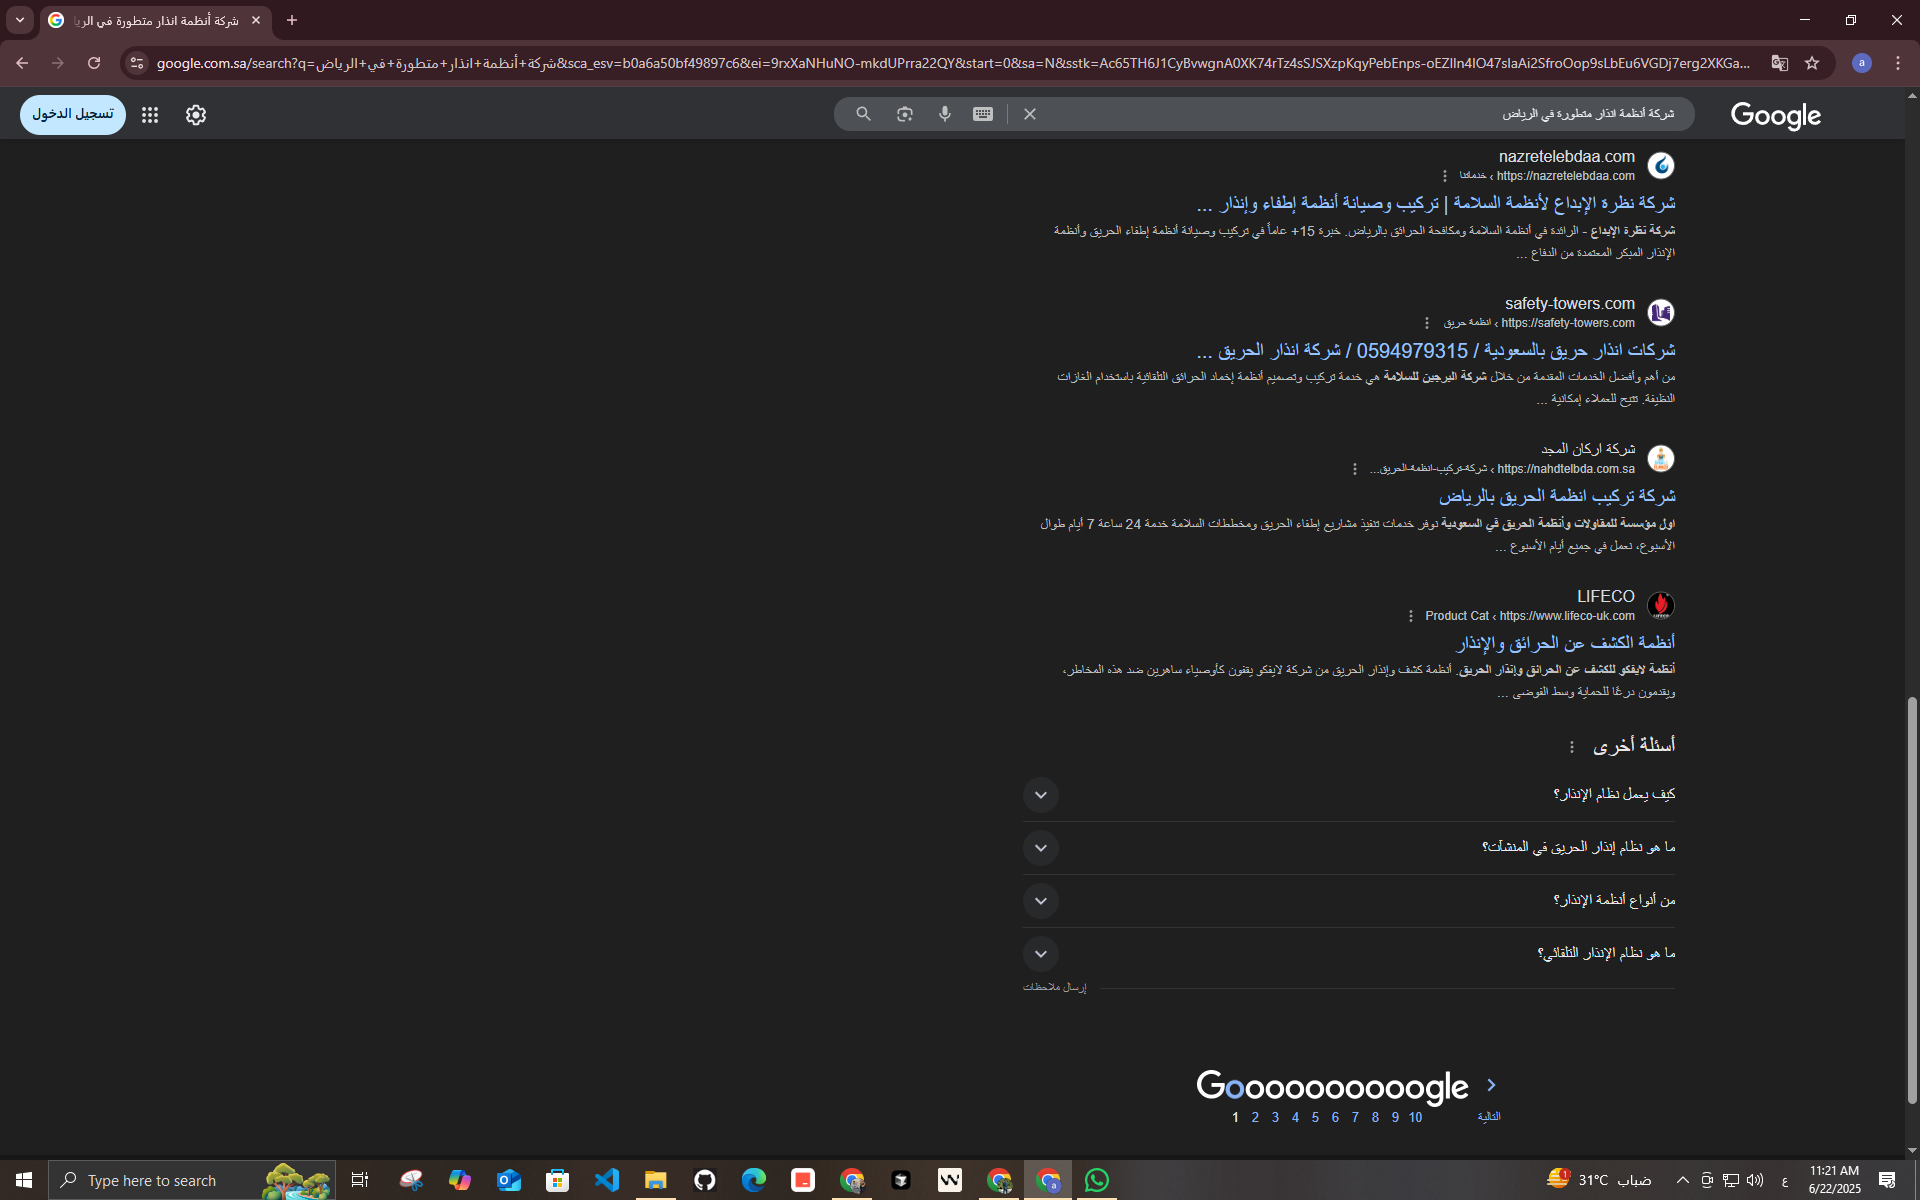 شركة أنظمة انذار متطورة في الريا
google.com.sa/search?q=شركة+أنظمة+انذار+متطورة+في+الرياض&sca_esv=b0a6a50bf49897c6&ei=9rxXaNHuNO-mkdUPrra22QY&start=0&sa=N&sstk=Ac65TH6J1CyBvwgnA0XK74rTz4sSJSXzpKqyPebEnps-oEZIIn4IO47slaAi2SfroOop9sLbEu6VGDj7erg2XKGa...
a
Google
شركة أنظمة انذار متطورة في الرياض
تسجيل الدخول
nazretelebdaa.com
https://nazretelebdaa.com › خدماتنا
شركة نظرة الإبداع لأنظمة السلامة | تركيب وصيانة أنظمة إطفاء وإنذار ...
شركة نظرة الإبداع - الرائدة في أنظمة السلامة ومكافحة الحرائق بالرياض. خبرة 15+ عاماً في تركيب وصيانة أنظمة إطفاء الحريق وأنظمة
الإنذار المبكر المعتمدة من الدفاع ...
safety-towers.com
https://safety-towers.com › انظمة حريق
شركات انذار حريق بالسعودية / 0594979315 / شركة انذار الحريق ...
من أهم وأفضل الخدمات المقدمة من خلال شركة البرجين للسلامة هي خدمة تركيب وتصميم أنظمة إخماد الحرائق التلقائية باستخدام الغازات
النظيفة. تتيح للعملاء إمكانية ...
شركة اركان المجد
https://nahdtelbda.com.sa › شركة-تركيب-انظمة-الحريق...
شركة تركيب انظمة الحريق بالرياض
اول مؤسسة للمقاولات وأنظمة الحريق في السعودية نوفر خدمات تنفيذ مشاريع إطفاء الحريق ومخططات السلامة خدمة 24 ساعة 7 أيام طوال
الأسبوع، نعمل في جميع أيام الأسبوع ...
LIFECO
https://www.lifeco-uk.com › Product Cat
أنظمة الكشف عن الحرائق والإنذار
أنظمة لايفكو للكشف عن الحرائق وإنذار الحريق. أنظمة كشف وإنذار الحريق من شركة لايفكو يقفون كأوصياء ساهرين ضد هذه المخاطر،
ويقدمون درعًا للحماية وسط الفوضى ...
أسئلة أخرى
كيف يعمل نظام الإنذار؟
ما هو نظام إنذار الحريق في المنشآت؟
من أنواع أنظمة الإنذار؟
ما هو نظام الإنذار التلقائي؟
إرسال ملاحظات
Goooooooooogle
1 2 3 4 5 6 7 8 9 10
التالية
Type here to search
1
31°C ضباب
ع
11:21 AM
6/22/2025